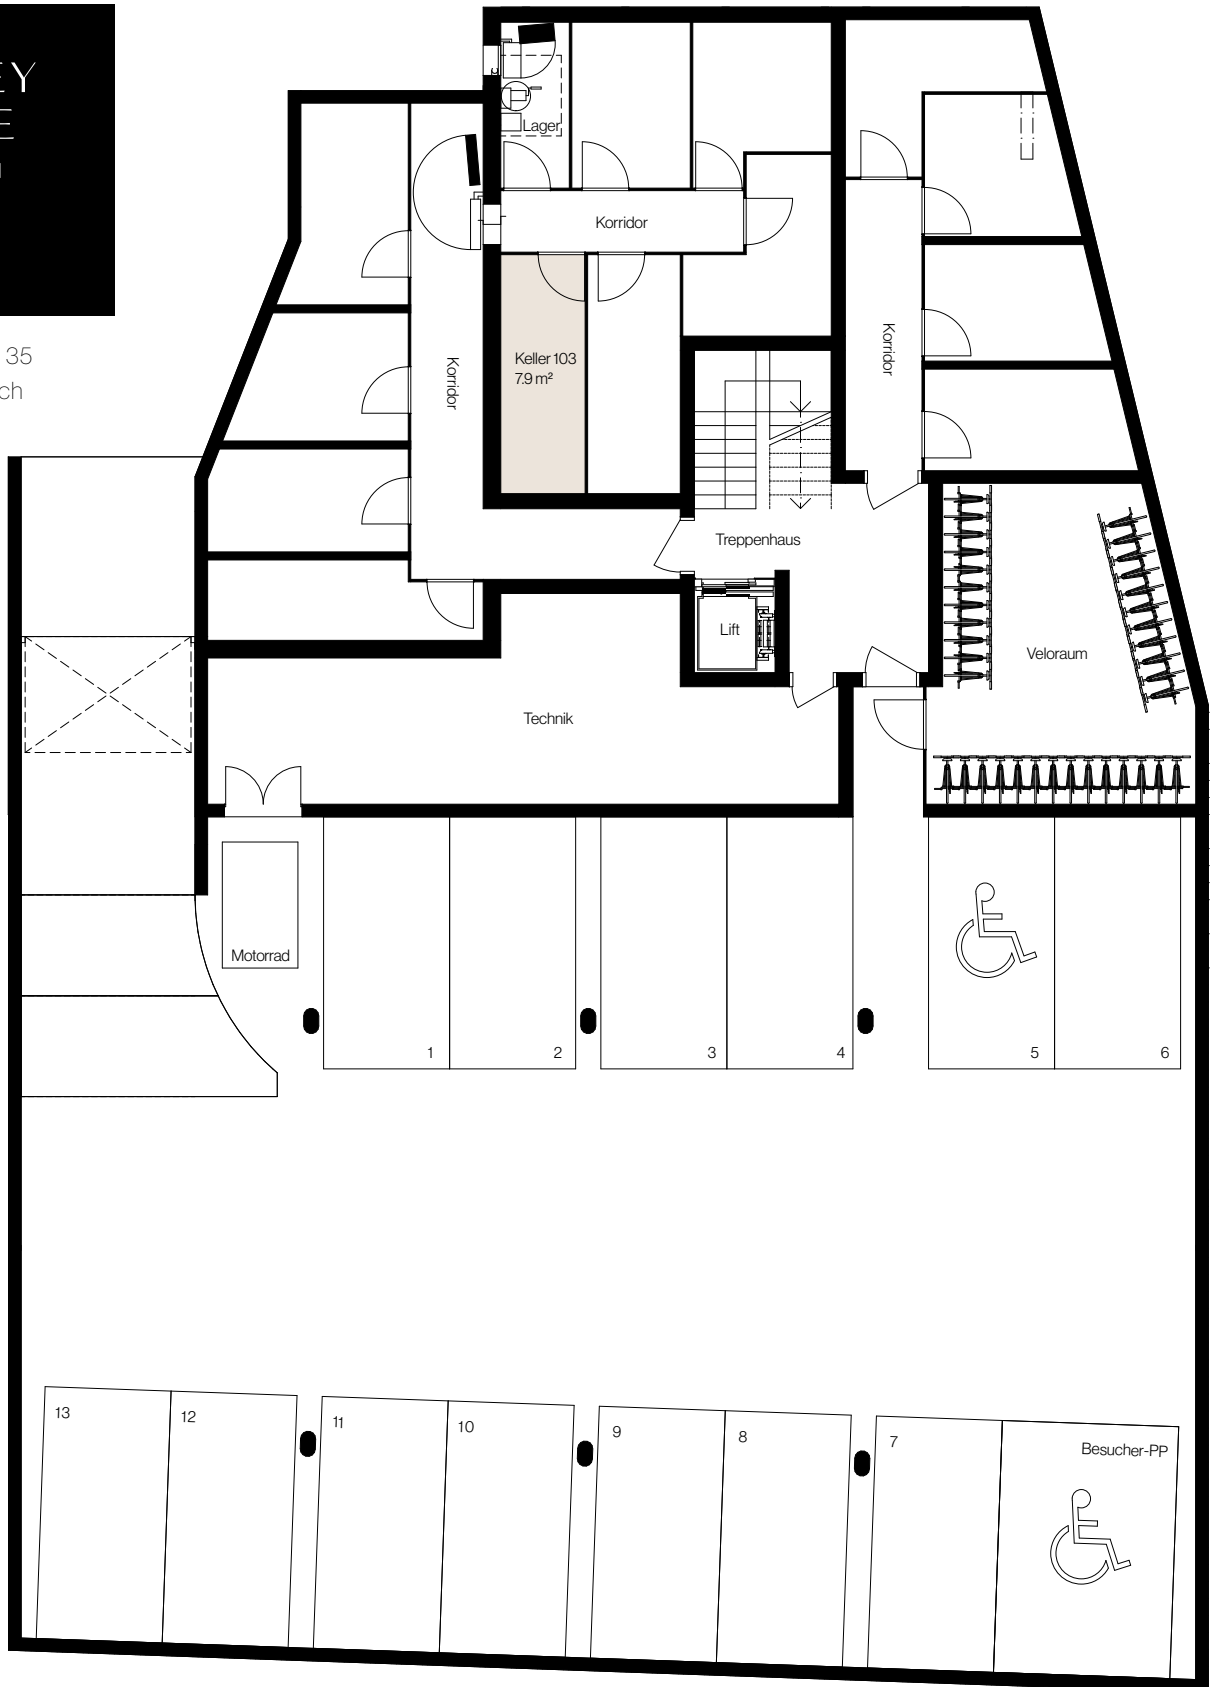 Lager
Korridor
35
Keller 103
7.9 m²
Korridor
Korridor
Treppenhaus
Lift
Veloraum
Technik
Motorrad
1
2
3
4
5
6
13
12
11
10
9
8
7
Besucher-PP